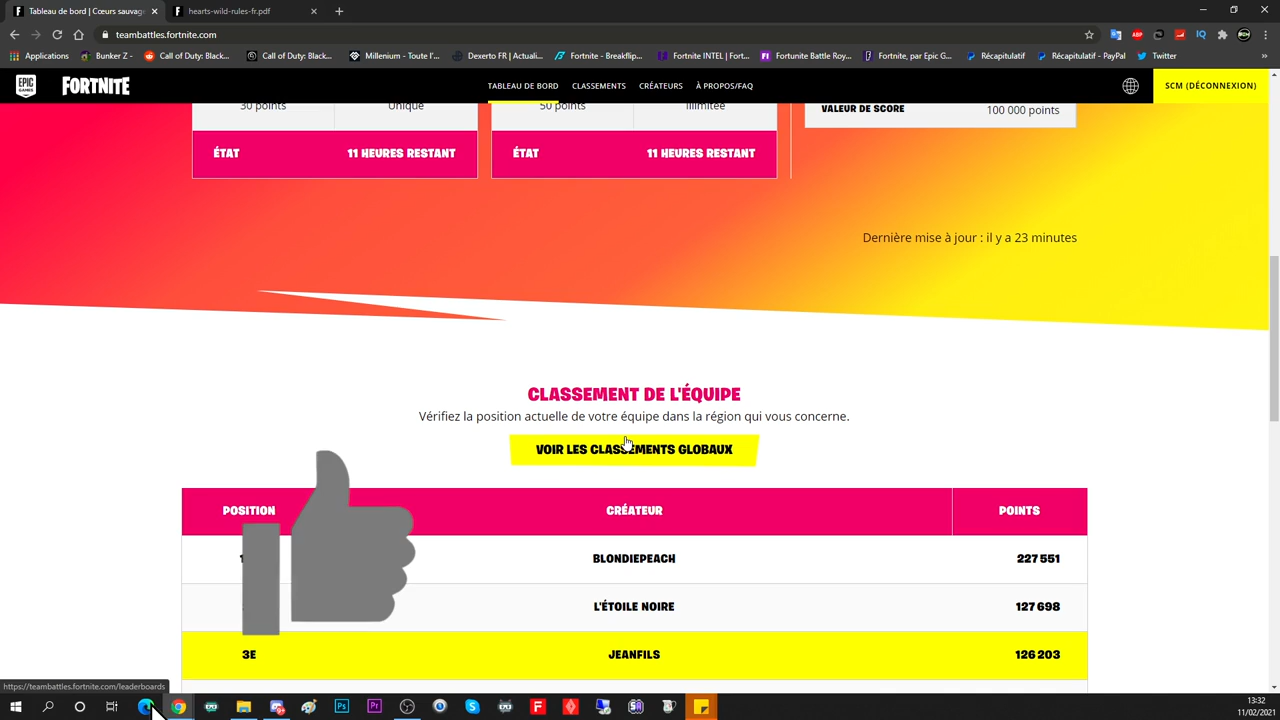 Tableau de bord | Cœurs sauvag
hearts-wild-rules-fr.pdf
teambattles.fortnite.com
Applications
Bunker Z -
Call of Duty: Black...
Call of Duty: Black...
Millenium - Toute l'...
Dexerto FR | Actuali...
Fortnite - Breakflip...
Fortnite INTEL | Fort...
Fortunite Battle Roy...
Fortnite, par Epic G...
Récapitulatif
Récapitulatif - PayPal
Twitter
EPIC GAMES
FORTNITE
TABLEAU DE BORD
CLASSEMENTS
CRÉATEURS
À PROPOS/FAQ
SCM (DÉCONNEXION)
30 points
Unique
50 points
Illimitée
VALEUR DE SCORE
100 000 points
ÉTAT
11 HEURES RESTANT
ÉTAT
11 HEURES RESTANT
Dernière mise à jour : il y a 23 minutes
CLASSEMENT DE L'ÉQUIPE
Vérifiez la position actuelle de votre équipe dans la région qui vous concerne.
VOIR LES CLASSEMENTS GLOBAUX
POSITION
CRÉATEUR
POINTS
BLONDIEPEACH
227 551
L'ÉTOILE NOIRE
127 698
3E
JEANFILS
126 203
https://teambattles.fortnite.com/leaderboards
13:32
11/02/2021